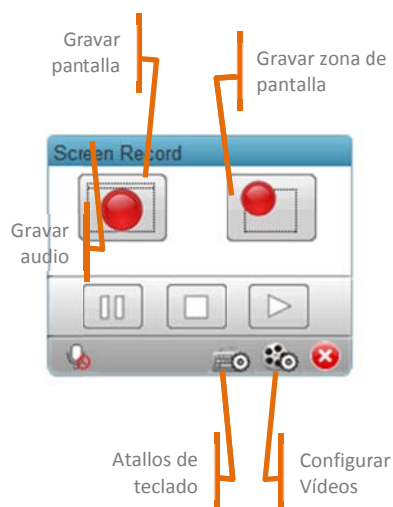 Gravar
pantalla
Gravar zona de
pantalla
Screen Record
Gravar
audio
Atallos de
teclado
Configurar
Vídeos